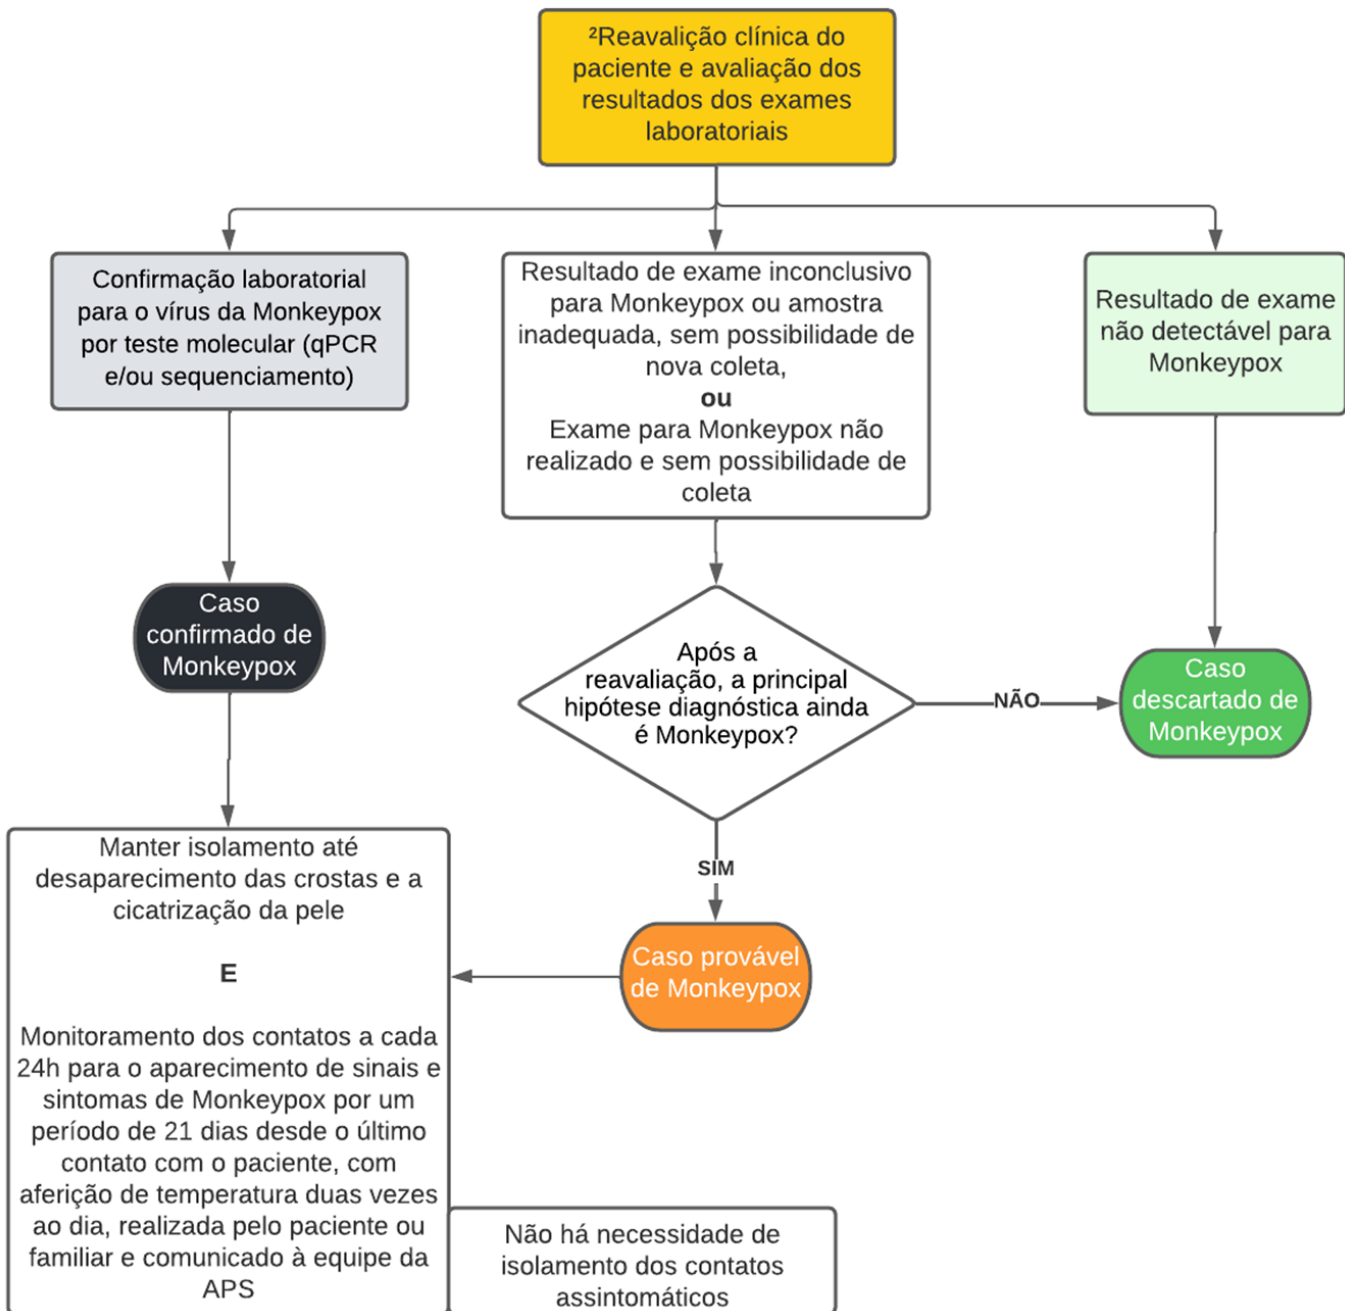 ²Reavalição clínica do
paciente e avaliação dos
resultados dos exames
laboratoriais
Confirmação laboratorial
para o vírus da Monkeypox
por teste molecular (qPCR
e/ou sequenciamento)
Resultado de exame inconclusivo
para Monkeypox ou amostra
inadequada, sem possibilidade de
nova coleta,
ou
Exame para Monkeypox não
realizado e sem possibilidade de
coleta
Resultado de exame
não detectável para
Monkeypox
Caso
confirmado de
Monkeypox
Após a
reavaliação, a principal
hipótese diagnóstica ainda
é Monkeypox?
NÃO
Caso
descartado de
Monkeypox
SIM
Caso provável
de Monkeypox
Manter isolamento até
desaparecimento das crostas e a
cicatrização da pele
E
Monitoramento dos contatos a cada
24h para o aparecimento de sinais e
sintomas de Monkeypox por um
período de 21 dias desde o último
contato com o paciente, com
aferição de temperatura duas vezes
ao dia, realizada pelo paciente ou
familiar e comunicado à equipe da
APS
Não há necessidade de
isolamento dos contatos
assintomáticos